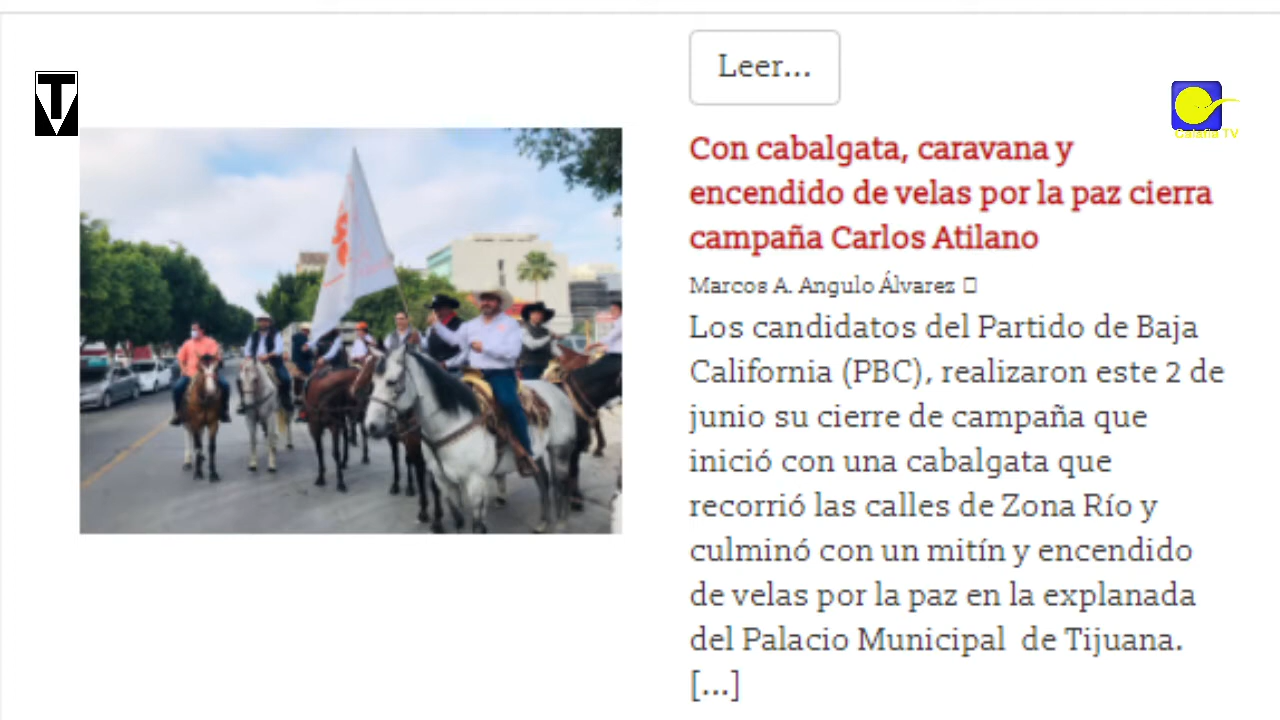 Leer...
T
Calafia TV
Con cabalgata, caravana y
encendido de velas por la paz cierra
campaña Carlos Atilano
Marcos A. Angulo Álvarez
Los candidatos del Partido de Baja
California (PBC), realizaron este 2 de
junio su cierre de campaña que
inició con una cabalgata que
recorrió las calles de Zona Río y
culminó con un mitín y encendido
de velas por la paz en la explanada
del Palacio Municipal de Tijuana.
[...]